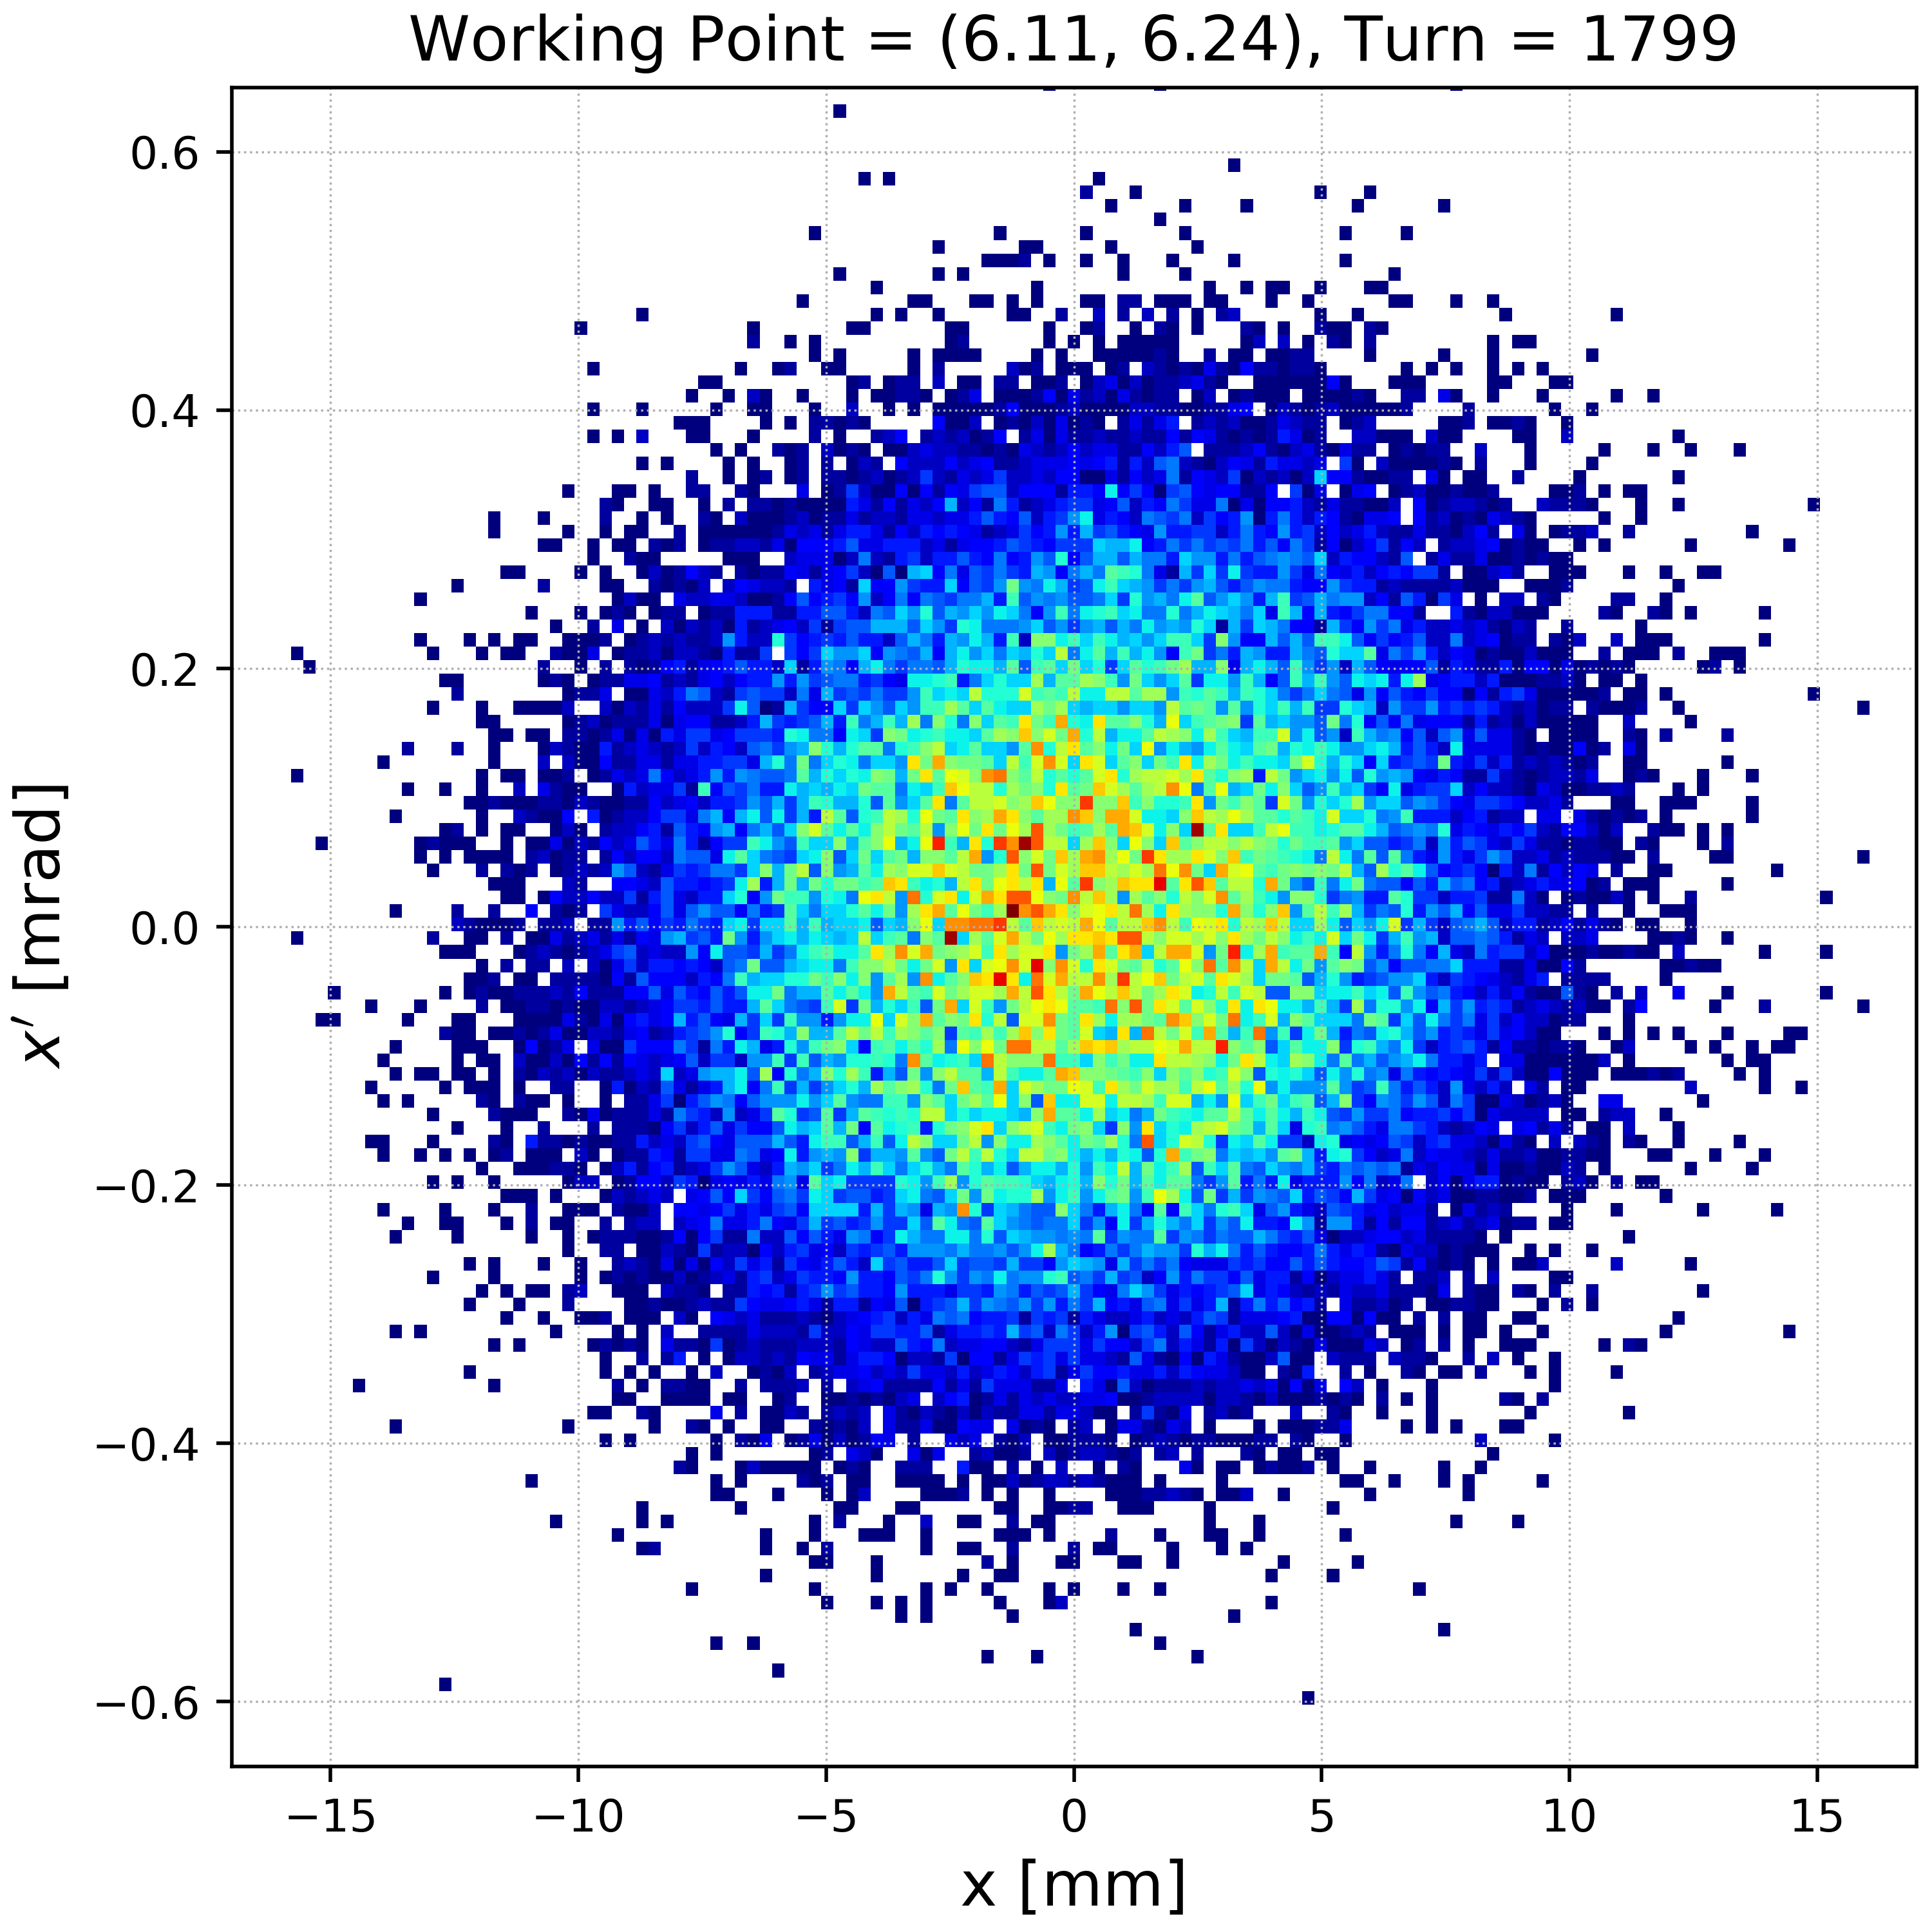 Working Point = (6.11, 6.24), Turn = 1799
0.6
0.4
0.2
0.0
−0.2
−0.4
−0.6
x′ [mrad]
−15 −10 −5 0 5 10 15
x [mm]